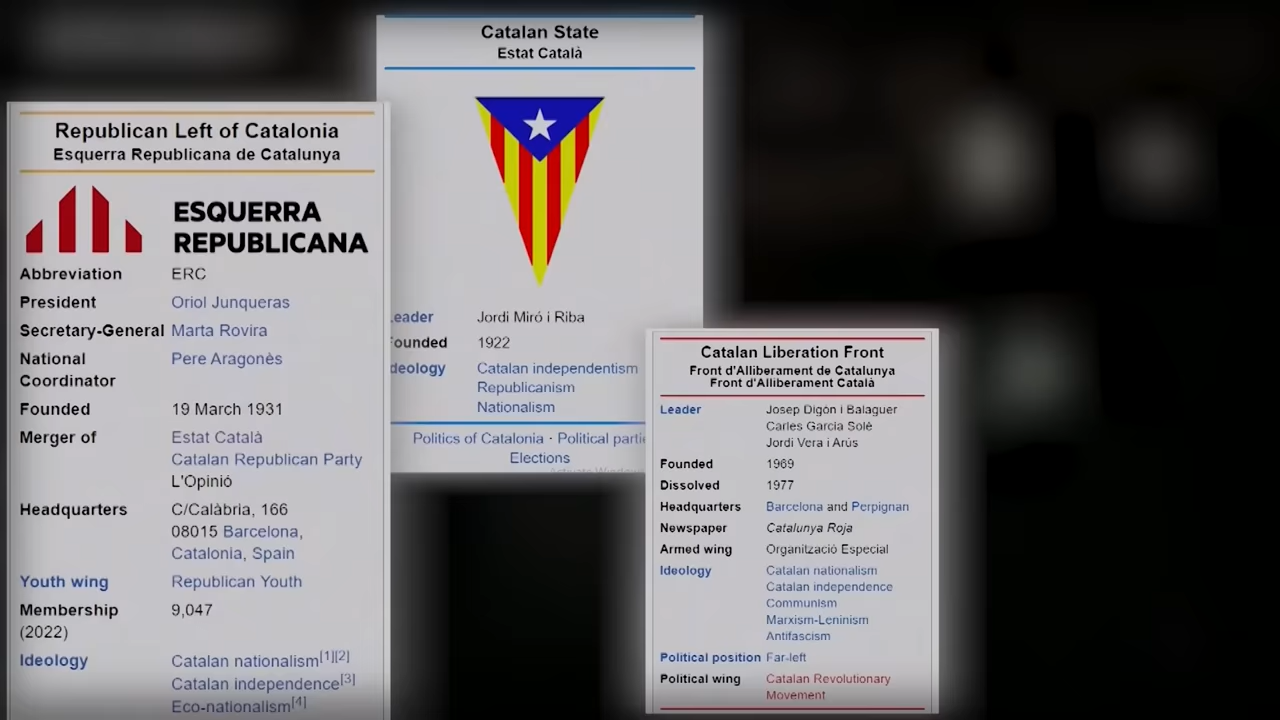 Catalan State
Estat Català
Leader Jordi Miró i Riba
Founded 1922
Ideology Catalan independentism
Republicanism
Nationalism
Politics of Catalonia · Political partie
Elections
Activate Windows
Republican Left of Catalonia
Esquerra Republicana de Catalunya
ESQUERRA
REPUBLICANA
Abbreviation ERC
President Oriol Junqueras
Secretary-General Marta Rovira
National Pere Aragonès
Coordinator
Founded 19 March 1931
Merger of Estat Català
Catalan Republican Party
L'Opinió
Headquarters C/Calàbria, 166
08015 Barcelona,
Catalonia, Spain
Youth wing Republican Youth
Membership 9,047
(2022)
Ideology Catalan nationalism[1][2]
Catalan independence[3]
Eco-nationalism[4]
Catalan Liberation Front
Front d'Alliberament de Catalunya
Front d'Alliberament Català
Leader Josep Digón i Balaguer
Carles García Solé
Jordi Vera i Arús
Founded 1969
Dissolved 1977
Headquarters Barcelona and Perpignan
Newspaper Catalunya Roja
Armed wing Organització Especial
Ideology Catalan nationalism
Catalan independence
Communism
Marxism-Leninism
Antifascism
Political position Far-left
Political wing Catalan Revolutionary
Movement